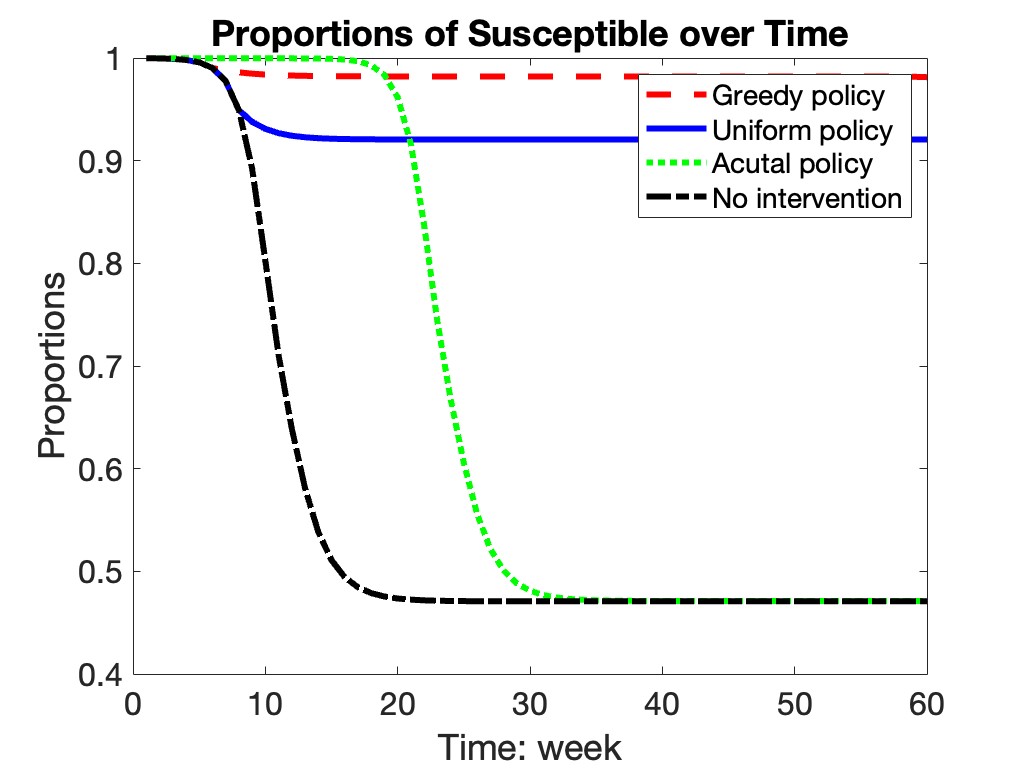 Proportions of Susceptible over Time
1
0.9
0.8
0.7
0.6
0.5
0.4
Proportions
Greedy policy
Uniform policy
Acutal policy
No intervention
0 10 20 30 40 50 60
Time: week